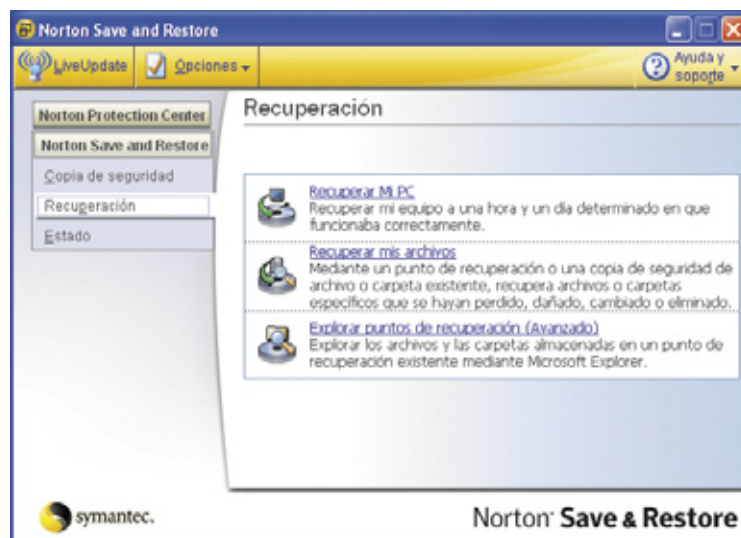 Norton Save and Restore
LiveUpdate
Opciones
Ayuda y
soporte
Norton Protection Center
Norton Save and Restore
Copia de seguridad
Recuperación
Estado
Recuperación
Recuperar Mi PC
Recuperar mi equipo a una hora y un día determinado en que
funcionaba correctamente.
Recuperar mis archivos
Mediante un punto de recuperación o una copia de seguridad de
archivo o carpeta existente, recupera archivos o carpetas
específicos que se hayan perdido, dañado, cambiado o eliminado.
Explorar puntos de recuperación (Avanzado)
Explorar los archivos y las carpetas almacenadas en un punto de
recuperación existente mediante Microsoft Explorer.
symantec.
Norton Save & Restore